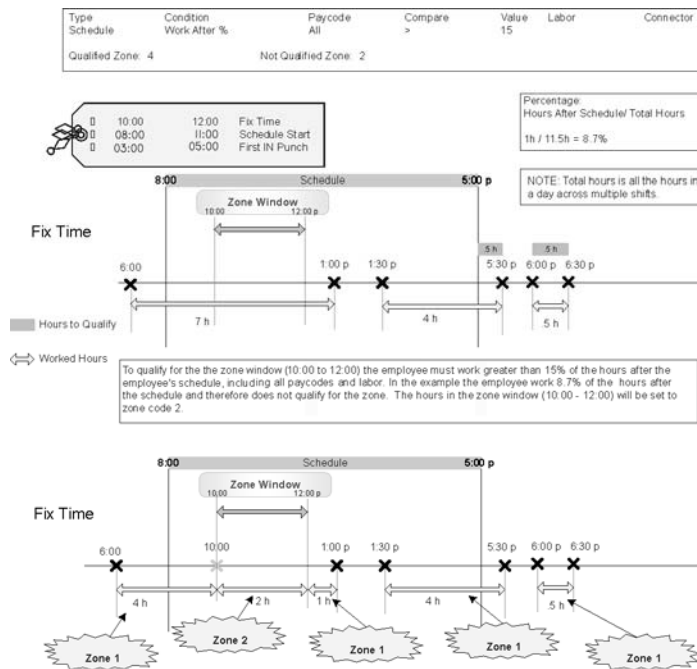 Type Condition Paycode Compare Value Labor Connector
Schedule Work After % All > 15
Qualified Zone: 4 Not Qualified Zone: 2
10:00 12:00 Fix Time
08:00 11:00 Schedule Start
03:00 05:00 First IN Punch
Percentage:
Hours After Schedule/ Total Hours
1h / 11.5h = 8.7%
NOTE: Total hours is all the hours in
a day across multiple shifts.
8:00 Schedule 5:00 p
Zone Window
10:00 12:00 p
Fix Time
.5 h .5 h
6:00 1:00 p 1:30 p 5:30 p 6:00 p 6:30 p
7 h 4 h .5 h
Hours to Qualify
Worked Hours
To qualify for the the zone window (10:00 to 12:00) the employee must work greater than 15% of the hours after the
employee's schedule, including all paycodes and labor. In the example the employee work 8.7% of the hours after
the schedule and therefore does not qualify for the zone. The hours in the zone window (10:00 - 12:00) will be set to
zone code 2.
8:00 Schedule 5:00 p
Zone Window
10:00 12:00 p
Fix Time
6:00 10:00 1:00 p 1:30 p 5:30 p 6:00 p 6:30 p
4 h 2 h 1 h 4 h .5 h
Zone 1 Zone 2 Zone 1 Zone 1 Zone 1